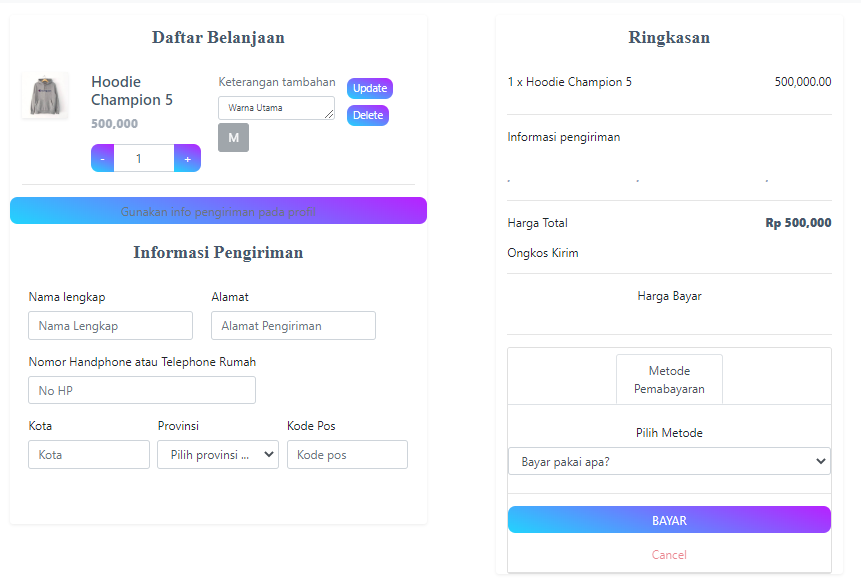 Daftar Belanjaan
Hoodie
Champion 5
500,000
- 1 +
Keterangan tambahan
Warna Utama
M
Update
Delete
Gunakan info pengiriman pada profil
Informasi Pengiriman
Nama lengkap
Nama Lengkap
Alamat
Alamat Pengiriman
Nomor Handphone atau Telephone Rumah
No HP
Kota
Kota
Provinsi
Pilih provinsi ...
Kode Pos
Kode pos
Ringkasan
1 x Hoodie Champion 5 500,000.00
Informasi pengiriman
. . .
Harga Total Rp 500,000
Ongkos Kirim
Harga Bayar
Metode
Pemabayaran
Pilih Metode
Bayar pakai apa?
BAYAR
Cancel